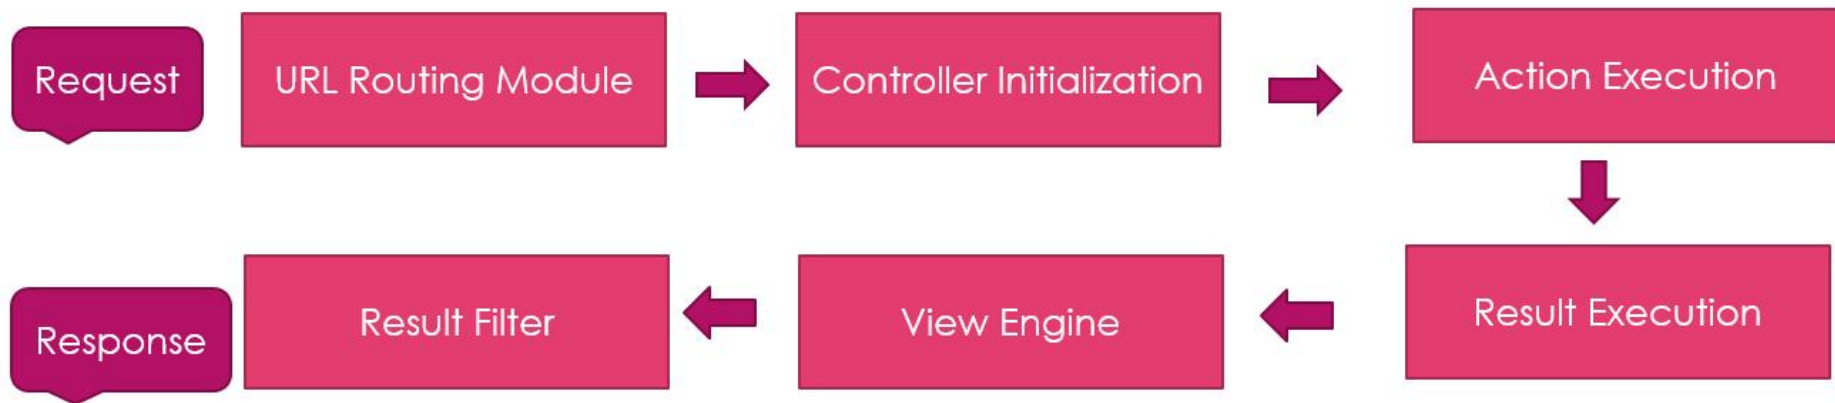 Request
URL Routing Module
Controller Initialization
Action Execution
Result Execution
View Engine
Result Filter
Response